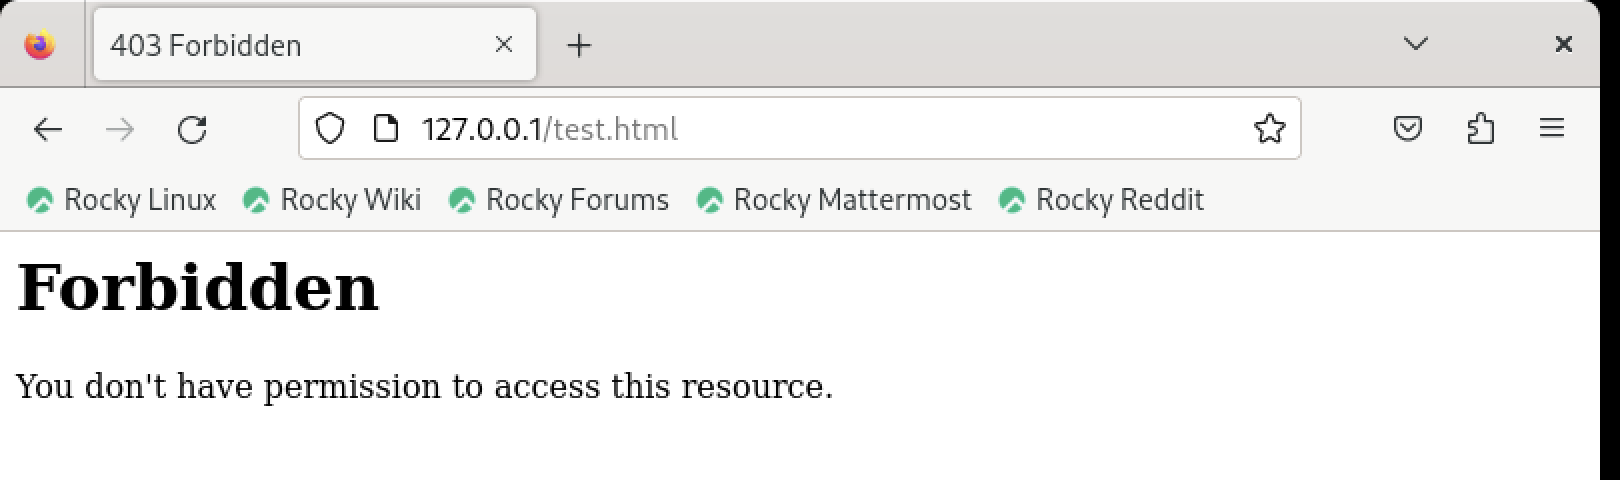 403 Forbidden
127.0.0.1/test.html
Rocky Linux Rocky Wiki Rocky Forums Rocky Mattermost Rocky Reddit
Forbidden
You don't have permission to access this resource.